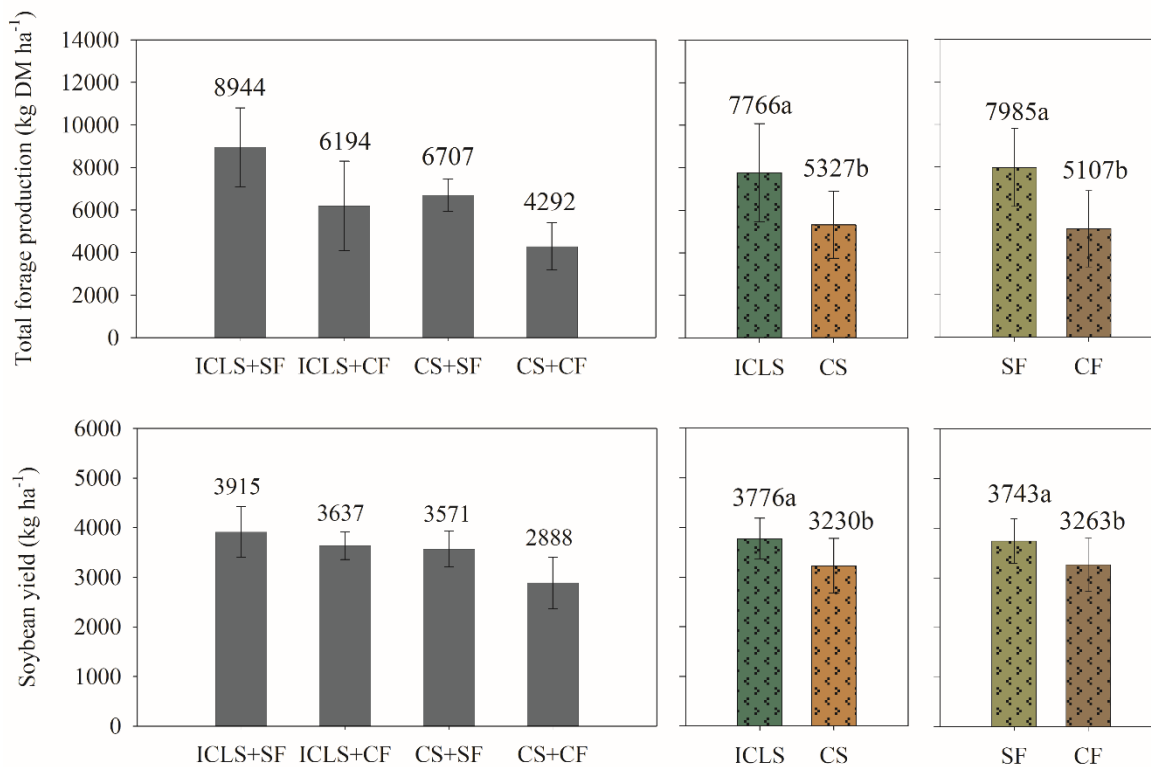 Total forage production (kg DM ha⁻¹)
14000
12000
10000
8000
6000
4000
2000
0
8944
6194
6707
4292
ICLS+SF ICLS+CF CS+SF CS+CF
7766a
5327b
ICLS CS
7985a
5107b
SF CF
Soybean yield (kg ha⁻¹)
6000
5000
4000
3000
2000
1000
0
3915
3637
3571
2888
ICLS+SF ICLS+CF CS+SF CS+CF
3776a
3230b
ICLS CS
3743a
3263b
SF CF